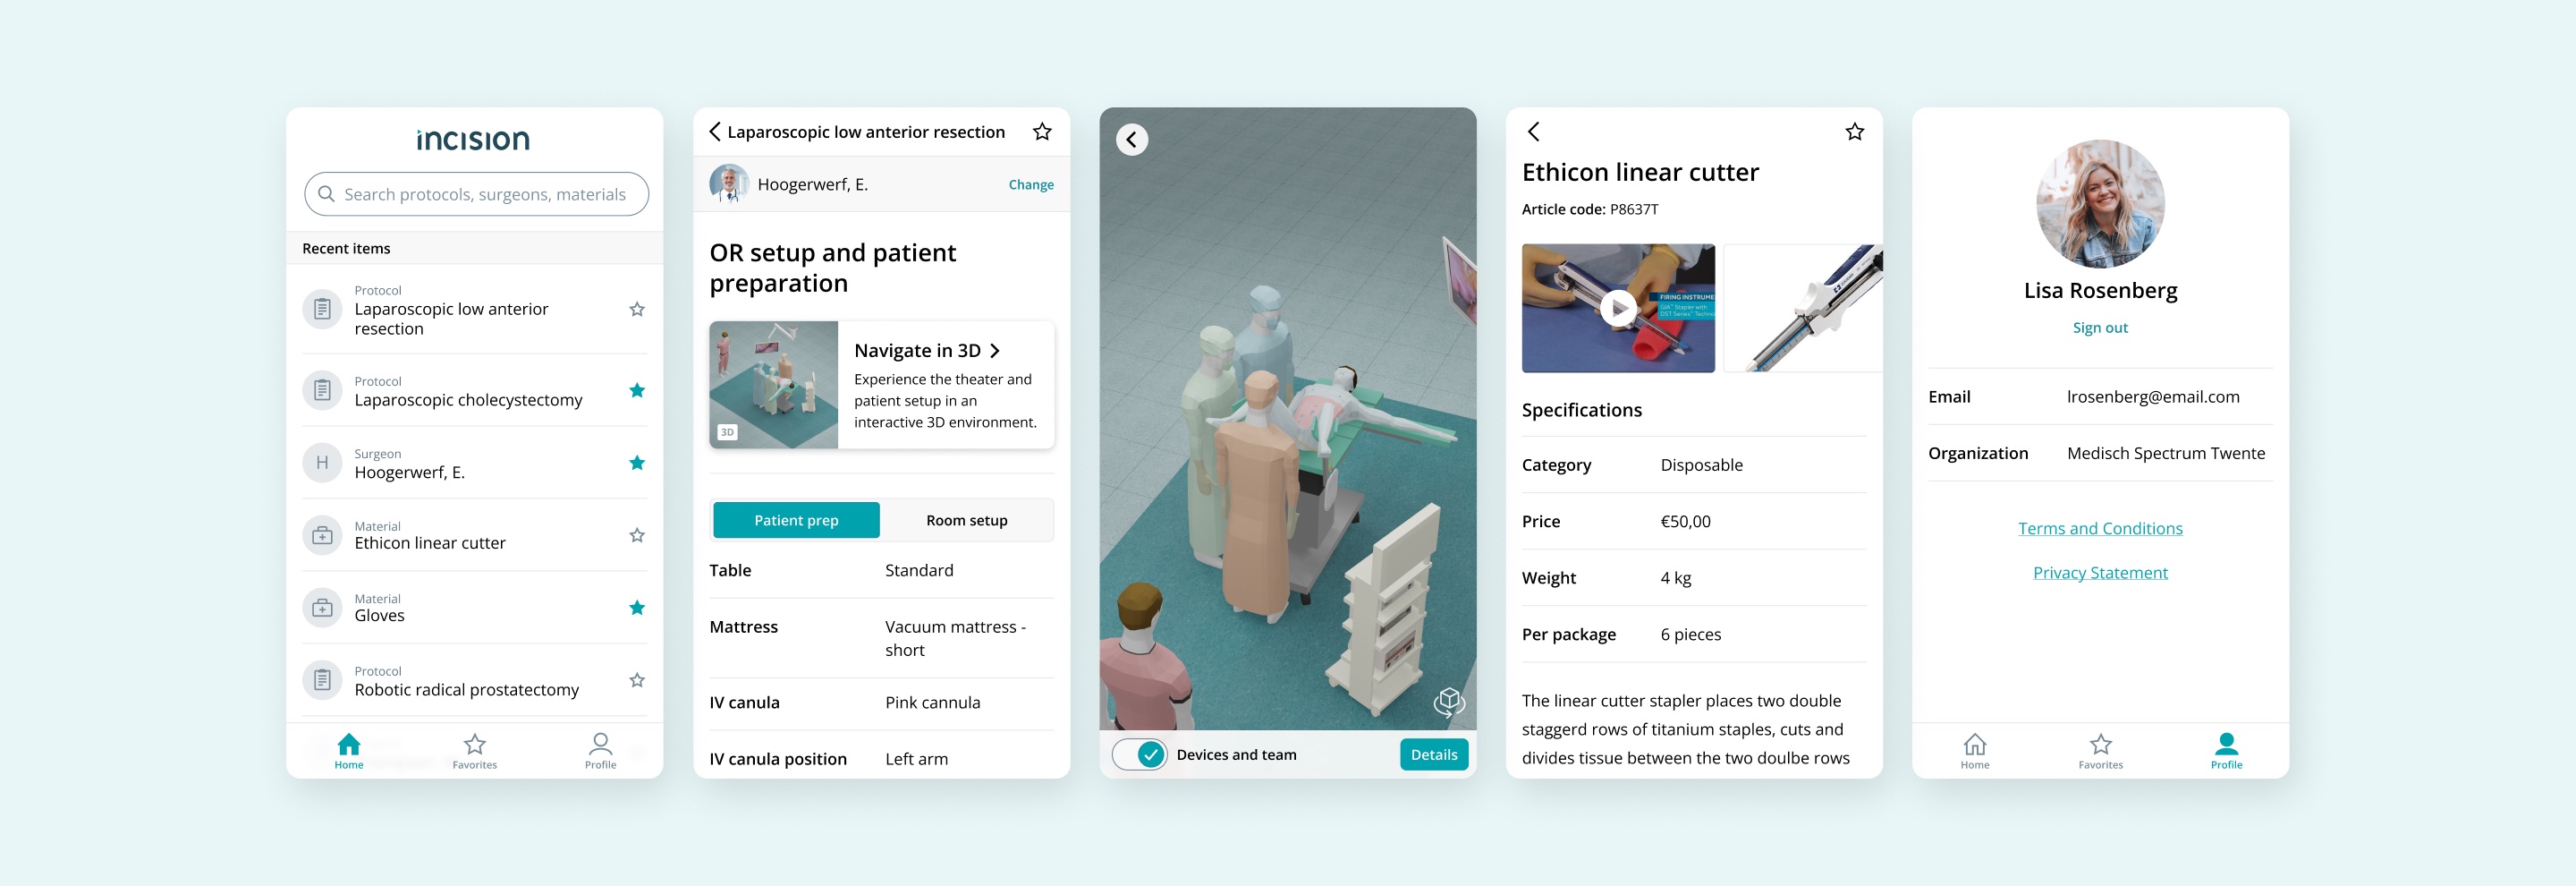 incision
Search protocols, surgeons, materials
Recent items
Protocol
Laparoscopic low anterior
resection
Protocol
Laparoscopic cholecystectomy
Surgeon
H
Hoogerwerf, E.
Material
Ethicon linear cutter
Material
Gloves
Protocol
Robotic radical prostatectomy
Home
Favorites
Profile
Laparoscopic low anterior resection
Hoogerwerf, E.
Change
OR setup and patient
preparation
3D
Navigate in 3D
Experience the theater and
patient setup in an
interactive 3D environment.
Patient prep
Room setup
Table
Standard
Mattress
Vacuum mattress -
short
IV canula
Pink cannula
IV canula position
Left arm
Devices and team
Details
Ethicon linear cutter
Article code: P8637T
FIRING INSTRUME
GIA™ Stapler with
DST Series™ Techno
Specifications
Category
Disposable
Price
€50,00
Weight
4 kg
Per package
6 pieces
The linear cutter stapler places two double
staggerd rows of titanium staples, cuts and
divides tissue between the two doulbe rows
Lisa Rosenberg
Sign out
Email
lrosenberg@email.com
Organization
Medisch Spectrum Twente
Terms and Conditions
Privacy Statement
Home
Favorites
Profile